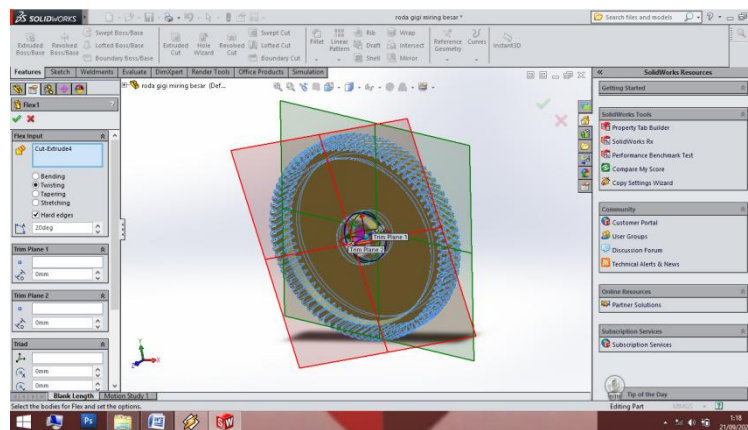 SOLIDWORKS
roda gigi miring besar *
Search files and models
Extruded Boss/Base
Revolved Boss/Base
Swept Boss/Base
Lofted Boss/Base
Boundary Boss/Base
Extruded Cut
Hole Wizard
Revolved Cut
Swept Cut
Lofted Cut
Boundary Cut
Fillet
Linear Pattern
Rib
Draft
Shell
Wrap
Intersect
Mirror
Reference Geometry
Curves
Instant3D
Features Sketch Weldments Evaluate DimXpert Render Tools Office Products Simulation
roda gigi miring besar (Def...
Flex1
Flex Input
Cut-Extrude4
Bending
Twisting
Tapering
Stretching
Hard edges
20deg
Trim Plane 1
0mm
Trim Plane 2
0mm
Triad
0mm
0mm
Trim Plane 1
Trim Plane 2
SolidWorks Resources
Getting Started
SolidWorks Tools
Property Tab Builder
SolidWorks Rx
Performance Benchmark Test
Compare My Score
Copy Settings Wizard
Community
Customer Portal
User Groups
Discussion Forum
Technical Alerts & News
Online Resources
Partner Solutions
Subscription Services
Subscription Services
Tip of the Day
Blank Length Motion Study 1
Select the bodies for Flex and set the options.
Editing Part MMGS
Ps
SW
1:18